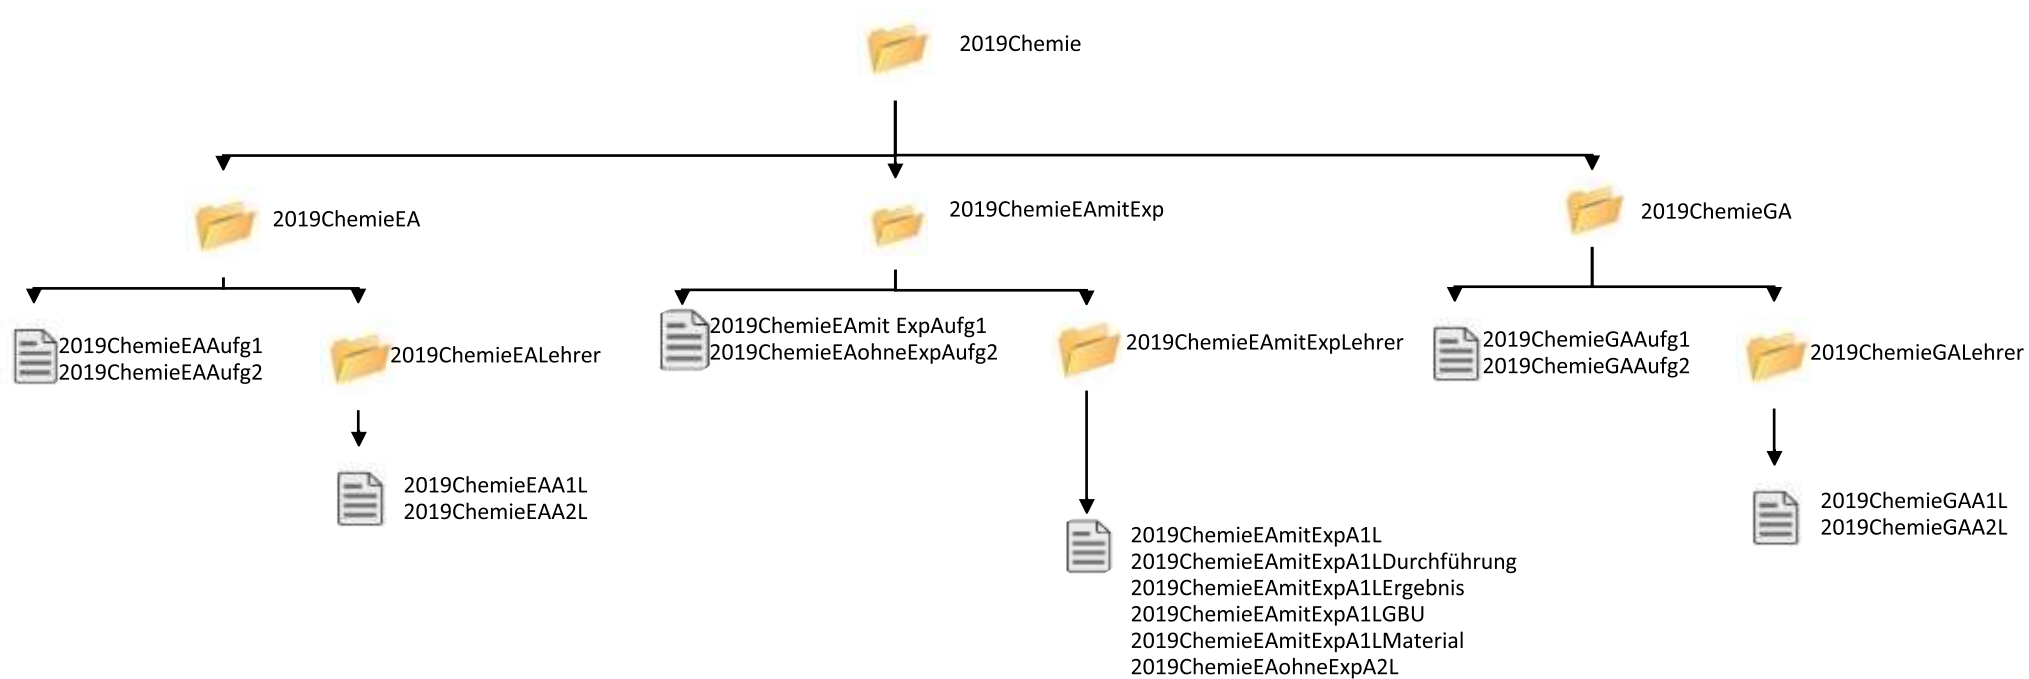 2019Chemie
2019ChemieEA
2019ChemieEAmitExp
2019ChemieGA
2019ChemieEAAufg1
2019ChemieEAAufg2
2019ChemieEALehrer
2019ChemieEAmit ExpAufg1
2019ChemieEAohneExpAufg2
2019ChemieEAmitExpLehrer
2019ChemieGAAufg1
2019ChemieGAAufg2
2019ChemieGALehrer
2019ChemieEAA1L
2019ChemieEAA2L
2019ChemieEAmitExpA1L
2019ChemieEAmitExpA1LDurchführung
2019ChemieEAmitExpA1LErgebnis
2019ChemieEAmitExpA1LGBU
2019ChemieEAmitExpA1LMaterial
2019ChemieEAohneExpA2L
2019ChemieGAA1L
2019ChemieGAA2L